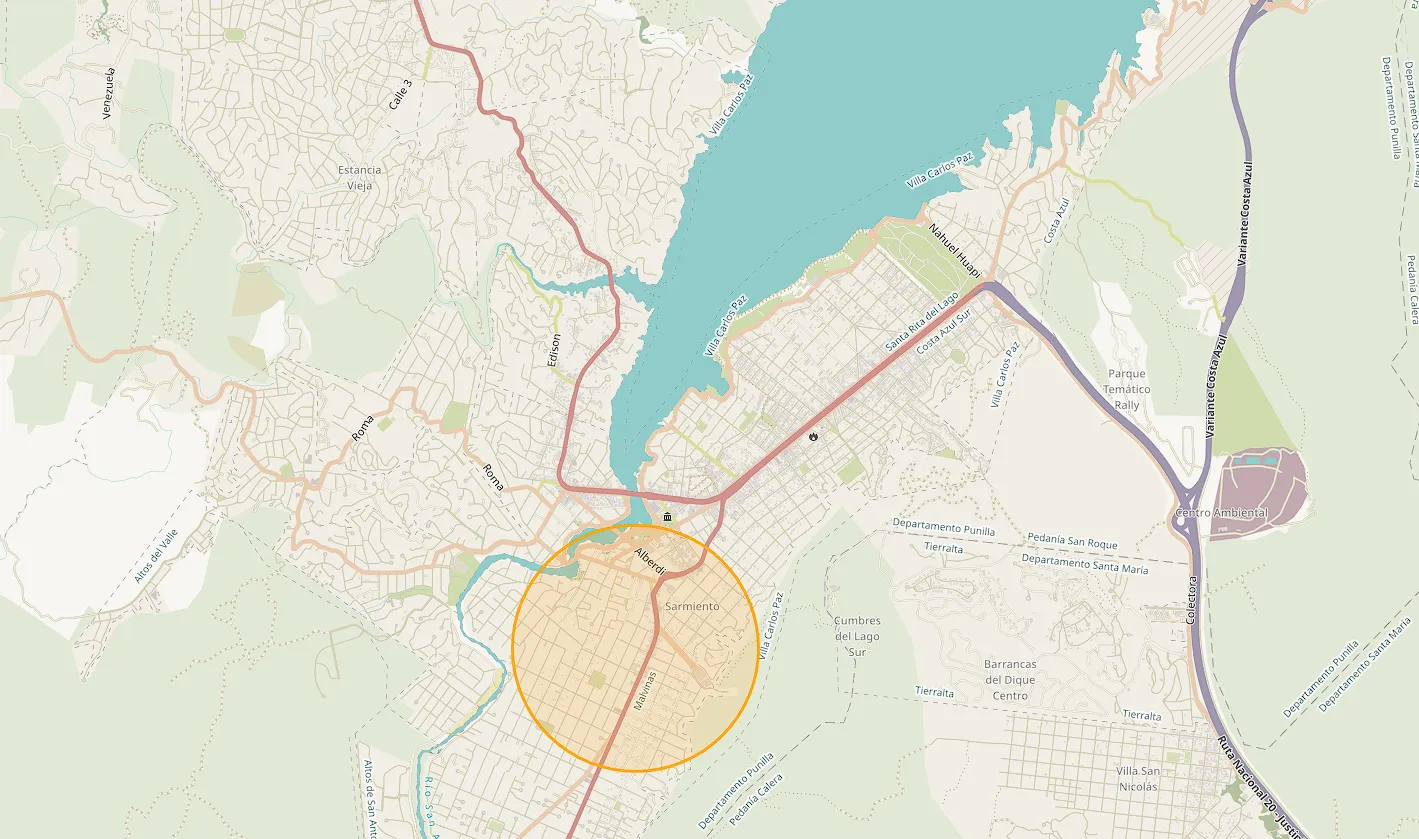 Venezuela
Calle 3
Villa Carlos Paz
Estancia
Vieja
Villa Carlos Paz
Departamento Punilla
Pedanía Calera
Variante Costa Azul
Costa Azul
Nahuel Huapi
Santa Rita del Lago
Costa Azul Sur
Villa Carlos Paz
Villa Carlos Paz
Edison
Variante Costa Azul
Parque
Temático
Rally
Roma
Roma
Centro Ambiental
Altos del Valle
Departamento Punilla
Pedanía San Roque
Tierralta
Departamento Santa María
Alberdi
Sarmiento
Villa Carlos Paz
Cumbres
del Lago
Sur
Colectora
Barrancas
del Dique
Centro
Malvinas
Tierralta
Tierralta
Departamento Punilla
Departamento Santa María
Departamento Punilla
Pedanía Calera
Villa San
Nicolás
Ruta Nacional 20 - Justin
Altos de San Anto
Río San A